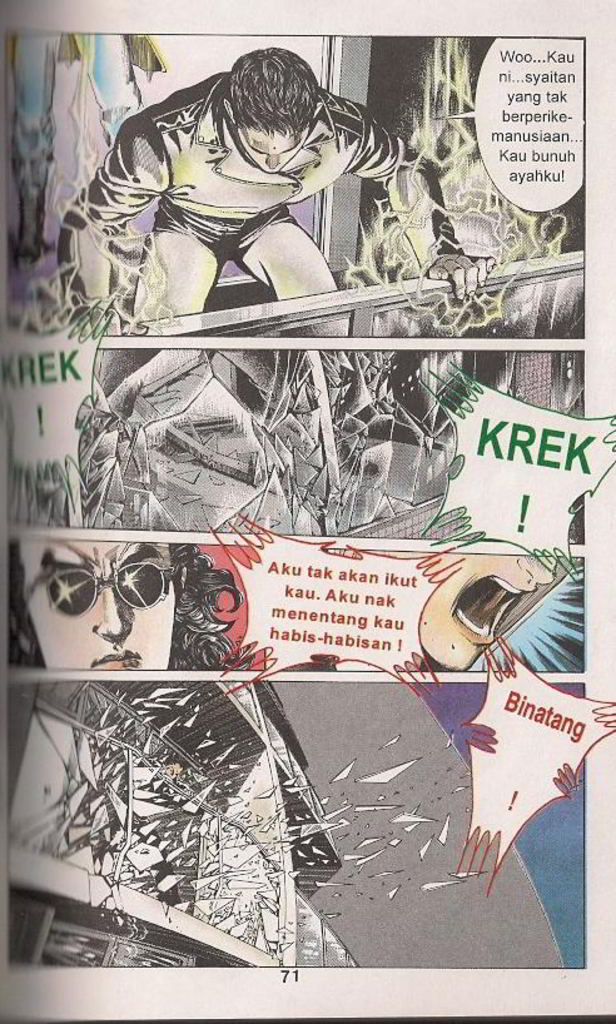 Woo...Kau
ni...syaitan
yang tak
berperike-
manusiaan...
Kau bunuh
ayahku!
KREK
!
KREK
!
Aku tak akan ikut
kau. Aku nak
menentang kau
habis-habisan !
Binatang
!
71